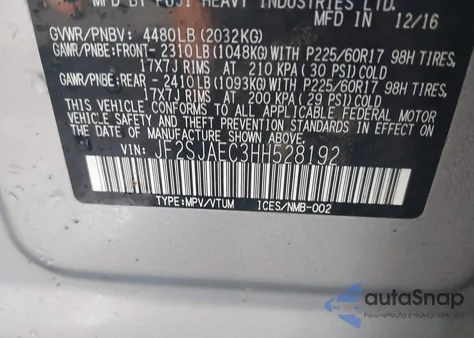 MFD BY FUJI HEAVY INDUSTRIES LTD.
MFD IN 12/16
GVWR/PNBV: 4480LB(2032KG)
GAWR/PNBE:FRONT-2310LB(1048KG)WITH P225/60R17 98H TIRES,
17X7J RIMS AT 210 KPA(30 PSI)COLD
GAWR/PNBE:REAR -2410LB(1093KG)WITH P225/60R17 98H TIRES,
17X7J RIMS AT 200 KPA(29 PSI)COLD
THIS VEHICLE CONFORMS TO ALL APPLICABLE FEDERAL MOTOR
VEHICLE SAFETY STANDARDS IN EFFECT ON THE DATE OF
MANUFACTURE SHOWN ABOVE.
VIN: JF2SJAEC3HH528192
TYPE:MPV/VTUM ICES/NMB-002
autoSnap